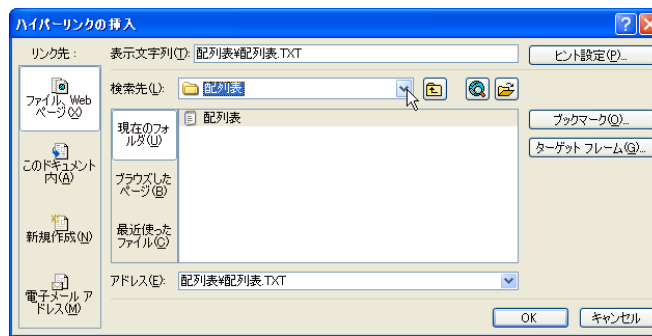 ハイパーリンクの挿入
リンク先：
表示文字列(T): 配列表¥配列表.TXT
ヒント設定(P)...
ファイル、Web
ページ(X)
検索先(L):
配列表
現在のフォ
ルダ(U)
配列表
ブックマーク(O)...
ターゲット フレーム(G)...
このドキュメント
内(A)
ブラウズした
ページ(B)
新規作成(N)
最近使った
ファイル(C)
電子メール ア
ドレス(M)
アドレス(E):
配列表¥配列表.TXT
OK
キャンセル